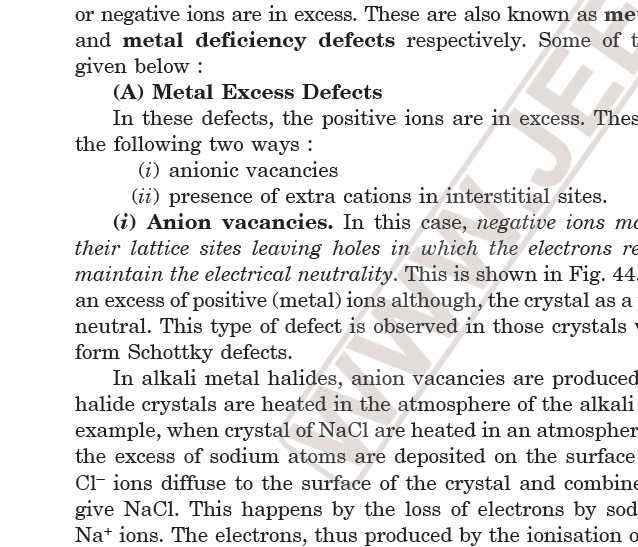 or negative ions are in excess. These are also known as
and metal deficiency defects respectively. Some of
given below :
(A) Metal Excess Defects
In these defects, the positive ions are in excess.
the following two ways :
(i) anionic vacancies
(ii) presence of extra cations in interstitial sites.
(i) Anion vacancies. In this case, negative ions
their lattice sites leaving holes in which the electrons
maintain the electrical neutrality. This is shown in Fig. 44.
an excess of positive (metal) ions although, the crystal as a
neutral. This type of defect is observed in those crystals
form Schottky defects.
In alkali metal halides, anion vacancies are produced
halide crystals are heated in the atmosphere of the alkali
example, when crystal of NaCl are heated in an
the excess of sodium atoms are deposited on the surface
Cl⁻ ions diffuse to the surface of the crystal and combine
give NaCl. This happens by the loss of electrons by
Na⁺ ions. The electrons, thus produced by the ionisation
WWW.JEE